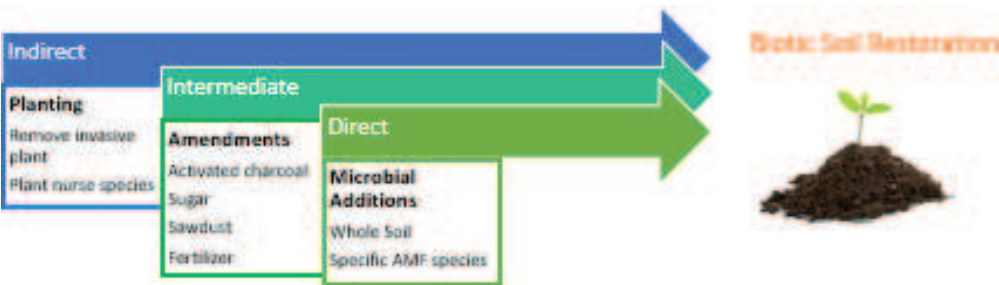 Indirect
Planting
Remove invasive
plant
Plant nurse species
Intermediate
Amendments
Activated charcoal
Sugar
Sawdust
Fertilizer
Direct
Microbial
Additions
Whole Soil
Specific AMF species
Biotic Soil Restoration